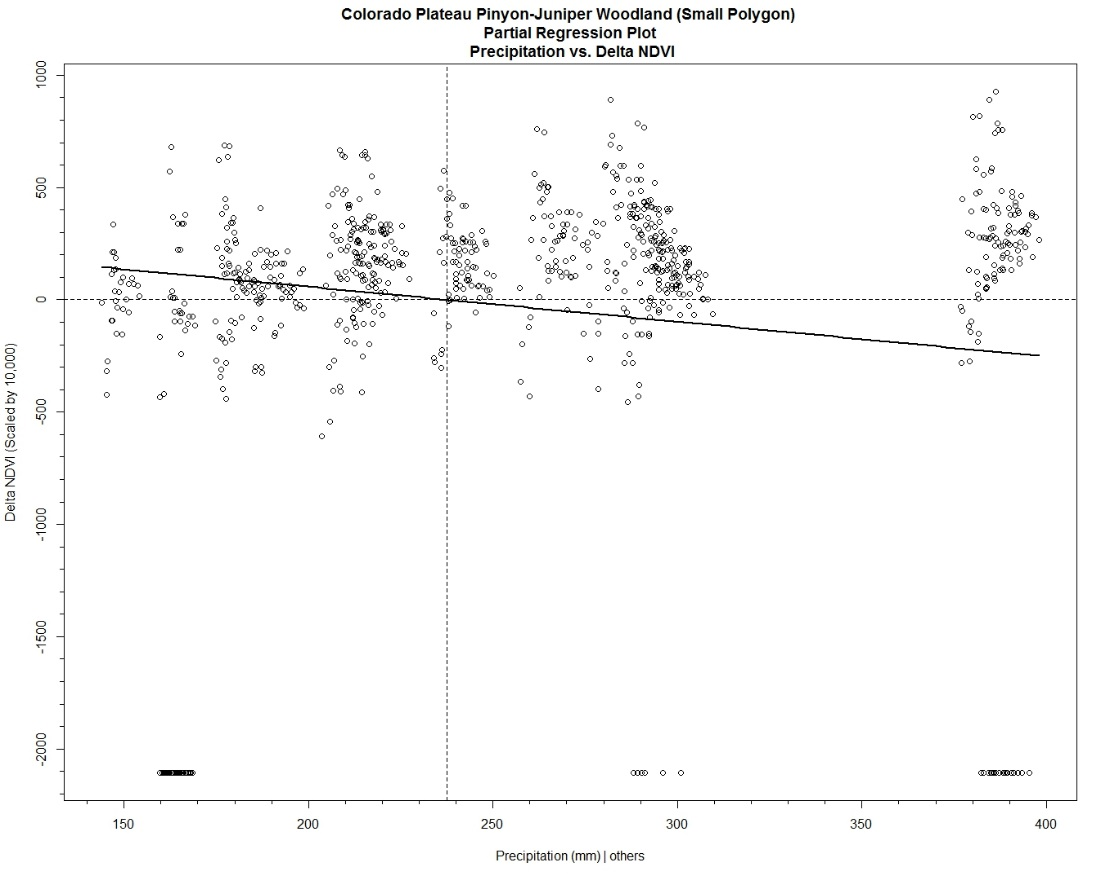 Colorado Plateau Pinyon-Juniper Woodland (Small Polygon)
Partial Regression Plot
Precipitation vs. Delta NDVI
Delta NDVI (Scaled by 10,000)
1000
500
0
-500
-1000
-1500
-2000
150 200 250 300 350 400
Precipitation (mm) | others